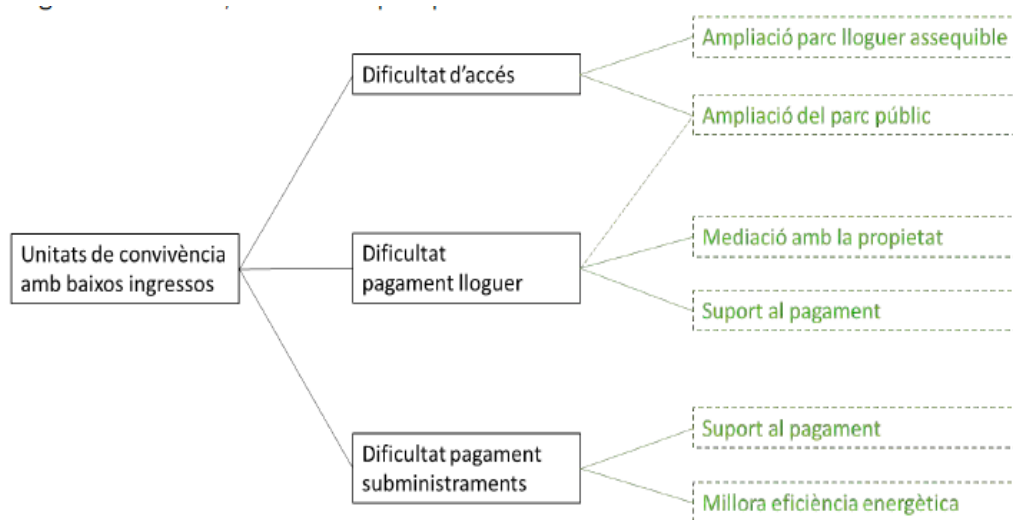 Dificultat d'accés
Ampliació parc lloguer assequible
Ampliació del parc públic
Unitats de convivència
amb baixos ingressos
Dificultat
pagament lloguer
Mediació amb la propietat
Suport al pagament
Dificultat pagament
subministraments
Suport al pagament
Millora eficiència energètica